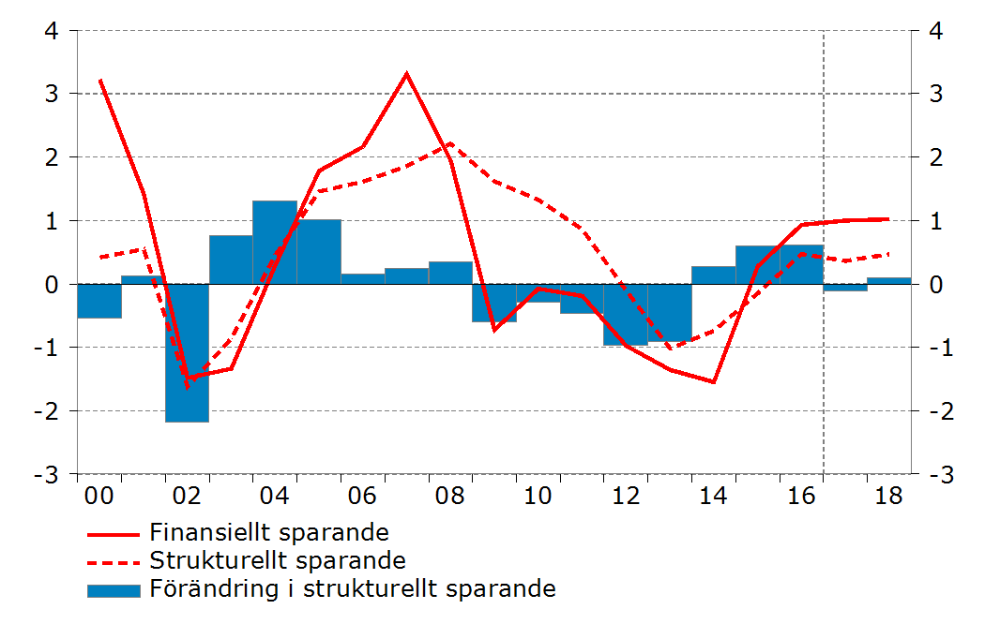 4 4
3 3
2 2
1 1
0 0
-1 -1
-2 -2
-3 -3
00 02 04 06 08 10 12 14 16 18
Finansiellt sparande
Strukturellt sparande
Förändring i strukturellt sparande